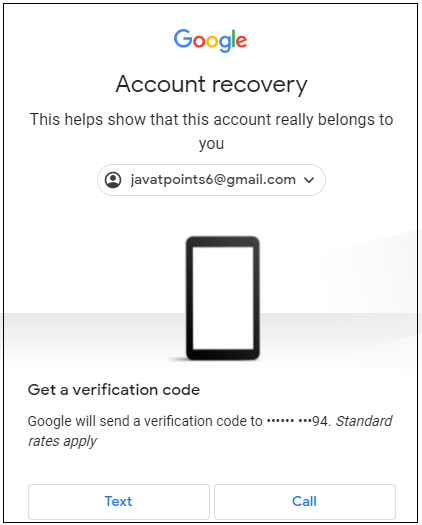 Google
Account recovery
This helps show that this account really belongs to
you
javatpoints6@gmail.com
Get a verification code
Google will send a verification code to •••••• •••94. Standard
rates apply
Text
Call